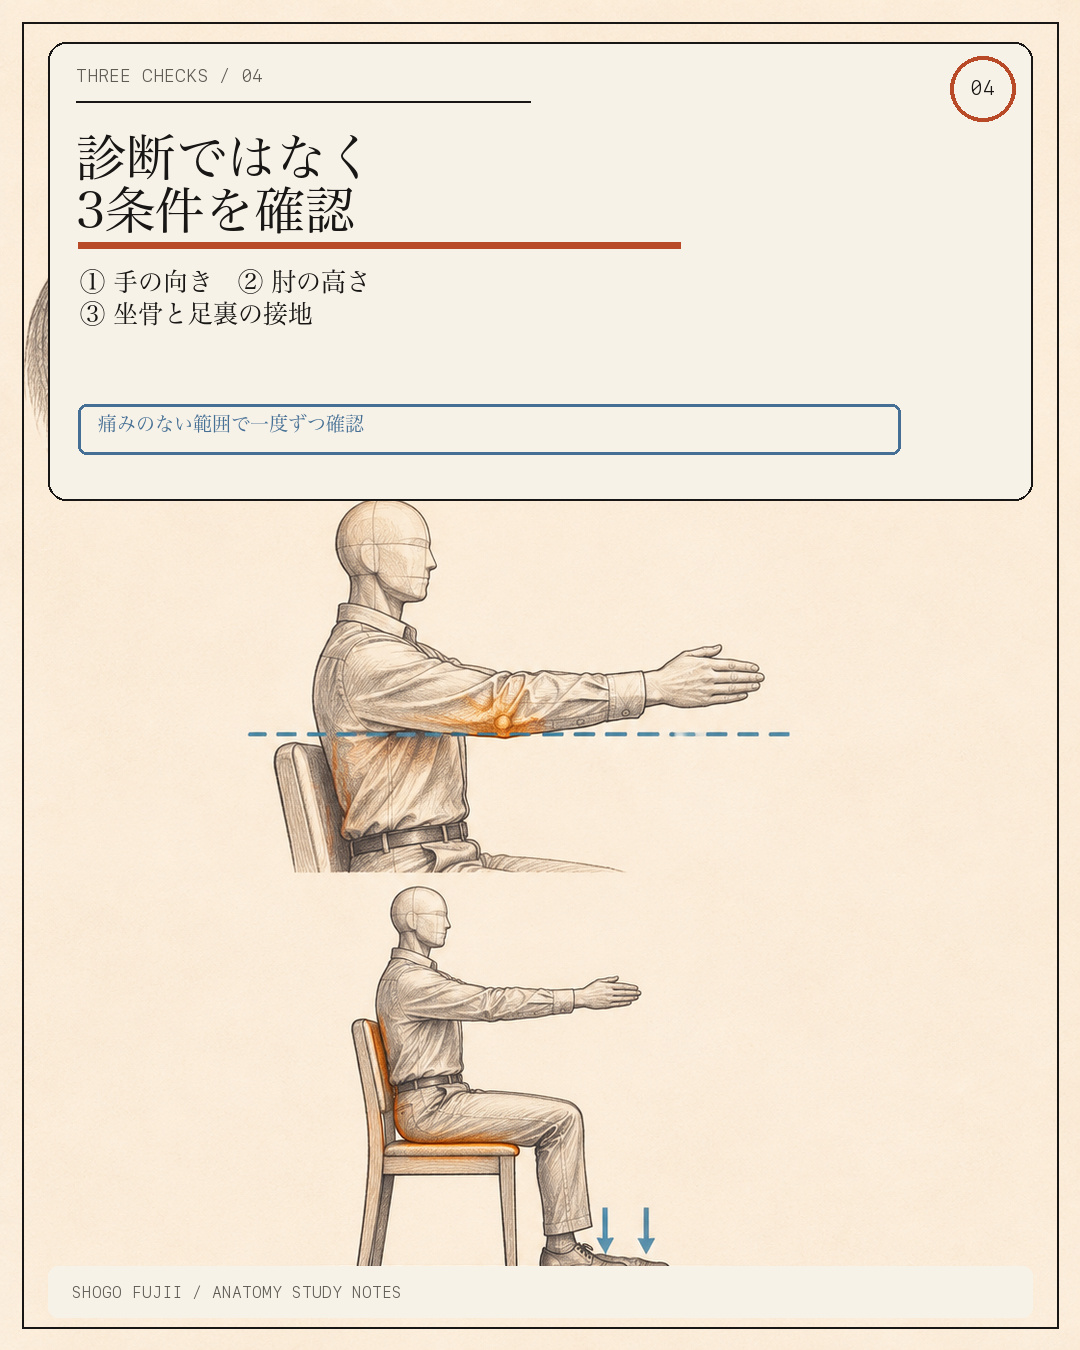 THREE CHECKS / 04
04
診断ではなく
3条件を確認
① 手の向き　② 肘の高さ
③ 坐骨と足裏の接地
痛みのない範囲で一度ずつ確認
SHOGO FUJII / ANATOMY STUDY NOTES